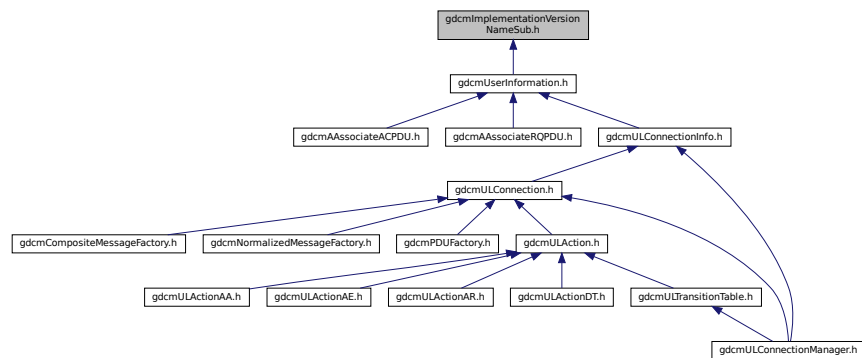 gdcmImplementationVersion
NameSub.h
gdcmUserInformation.h
gdcmAAssociateACPDU.h
gdcmAAssociateRQPDU.h
gdcmULConnectionInfo.h
gdcmULConnection.h
gdcmCompositeMessageFactory.h
gdcmNormalizedMessageFactory.h
gdcmPDUFactory.h
gdcmULAction.h
gdcmULActionAA.h
gdcmULActionAE.h
gdcmULActionAR.h
gdcmULActionDT.h
gdcmULTransitionTable.h
gdcmULConnectionManager.h